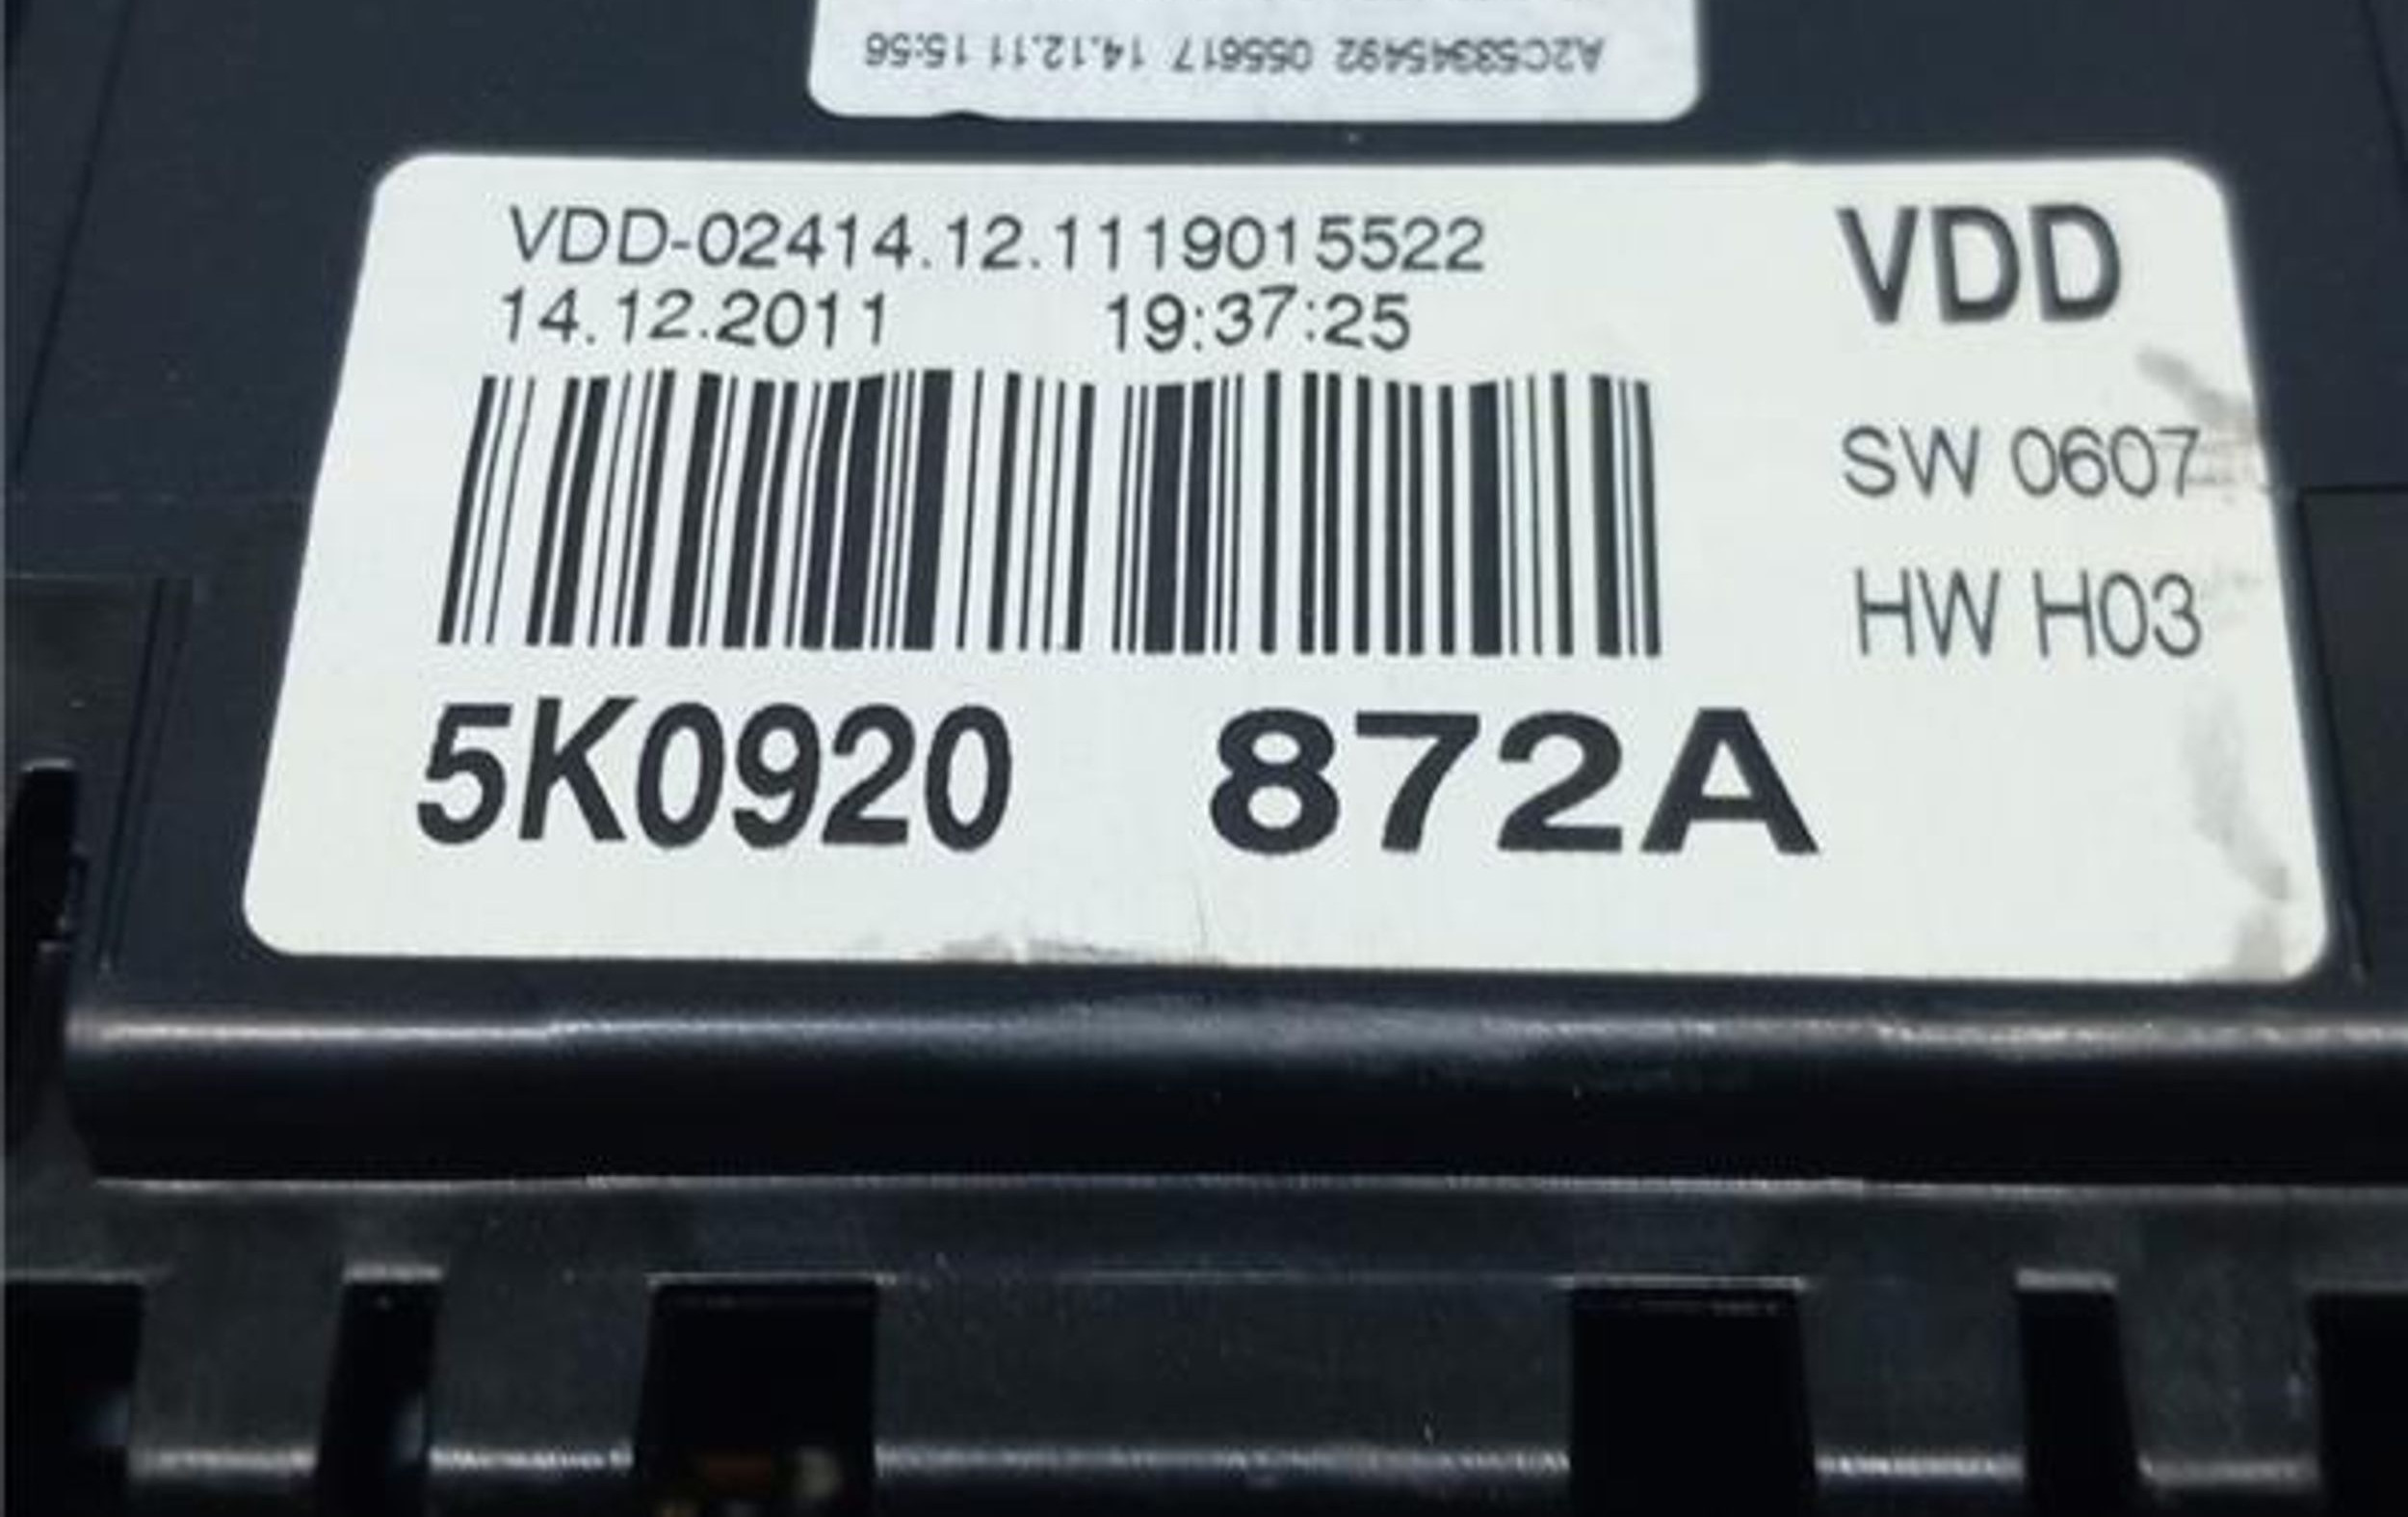 A2C53345492 055617 14.12.11 15:56
VDD-02414.12.1119015522
14.12.2011 19:37:25
VDD
SW 0607
HW H03
5K0920 872A